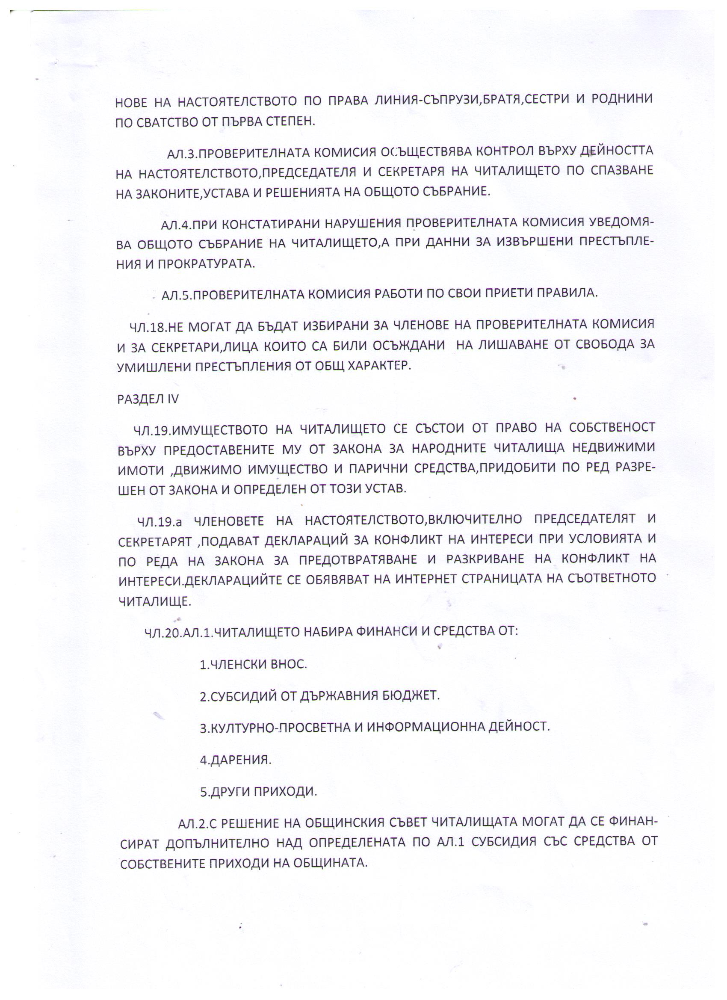 НОВЕ НА НАСТОЯТЕЛСТВОТО ПО ПРАВА ЛИНИЯ-СЪПРУЗИ,БРАТЯ,СЕСТРИ И РОДНИНИ
ПО СВАТСТВО ОТ ПЪРВА СТЕПЕН.
АЛ.3.ПРОВЕРИТЕЛНАТА КОМИСИЯ ОСЪЩЕСТВЯВА КОНТРОЛ ВЪРХУ ДЕЙНОСТТА
НА НАСТОЯТЕЛСТВОТО,ПРЕДСЕДАТЕЛЯ И СЕКРЕТАРЯ НА ЧИТАЛИЩЕТО ПО СПАЗВАНЕ
НА ЗАКОНИТЕ,УСТАВА И РЕШЕНИЯТА НА ОБЩОТО СЪБРАНИЕ.
АЛ.4.ПРИ КОНСТАТИРАНИ НАРУШЕНИЯ ПРОВЕРИТЕЛНАТА КОМИСИЯ УВЕДОМЯ-
ВА ОБЩОТО СЪБРАНИЕ НА ЧИТАЛИЩЕТО,А ПРИ ДАННИ ЗА ИЗВЪРШЕНИ ПРЕСТЪПЛЕ-
НИЯ И ПРОКРАТУРАТА.
АЛ.5.ПРОВЕРИТЕЛНАТА КОМИСИЯ РАБОТИ ПО СВОИ ПРИЕТИ ПРАВИЛА.
ЧЛ.18.НЕ МОГАТ ДА БЪДАТ ИЗБИРАНИ ЗА ЧЛЕНОВЕ НА ПРОВЕРИТЕЛНАТА КОМИСИЯ
И ЗА СЕКРЕТАРИ,ЛИЦА КОИТО СА БИЛИ ОСЪЖДАНИ НА ЛИШАВАНЕ ОТ СВОБОДА ЗА
УМИШЛЕНИ ПРЕСТЪПЛЕНИЯ ОТ ОБЩ ХАРАКТЕР.
РАЗДЕЛ IV
ЧЛ.19.ИМУЩЕСТВОТО НА ЧИТАЛИЩЕТО СЕ СЪСТОИ ОТ ПРАВО НА СОБСТВЕНОСТ
ВЪРХУ ПРЕДОСТАВЕНИТЕ МУ ОТ ЗАКОНА ЗА НАРОДНИТЕ ЧИТАЛИЩА НЕДВИЖИМИ
ИМОТИ ,ДВИЖИМО ИМУЩЕСТВО И ПАРИЧНИ СРЕДСТВА,ПРИДОБИТИ ПО РЕД РАЗРЕ-
ШЕН ОТ ЗАКОНА И ОПРЕДЕЛЕН ОТ ТОЗИ УСТАВ.
ЧЛ.19.а ЧЛЕНОВЕТЕ НА НАСТОЯТЕЛСТВОТО,ВКЛЮЧИТЕЛНО ПРЕДСЕДАТЕЛЯТ И
СЕКРЕТАРЯТ ,ПОДАВАТ ДЕКЛАРАЦИЙ ЗА КОНФЛИКТ НА ИНТЕРЕСИ ПРИ УСЛОВИЯТА И
ПО РЕДА НА ЗАКОНА ЗА ПРЕДОТВРАТЯВАНЕ И РАЗКРИВАНЕ НА КОНФЛИКТ НА
ИНТЕРЕСИ.ДЕКЛАРАЦИЙТЕ СЕ ОБЯВЯВАТ НА ИНТЕРНЕТ СТРАНИЦАТА НА СЪОТВЕТНОТО
ЧИТАЛИЩЕ.
ЧЛ.20.АЛ.1.ЧИТАЛИЩЕТО НАБИРА ФИНАНСИ И СРЕДСТВА ОТ:
1.ЧЛЕНСКИ ВНОС.
2.СУБСИДИЙ ОТ ДЪРЖАВНИЯ БЮДЖЕТ.
3.КУЛТУРНО-ПРОСВЕТНА И ИНФОРМАЦИОННА ДЕЙНОСТ.
4.ДАРЕНИЯ.
5.ДРУГИ ПРИХОДИ.
АЛ.2.С РЕШЕНИЕ НА ОБЩИНСКИЯ СЪВЕТ ЧИТАЛИЩАТА МОГАТ ДА СЕ ФИНАН-
СИРАТ ДОПЪЛНИТЕЛНО НАД ОПРЕДЕЛЕНАТА ПО АЛ.1 СУБСИДИЯ СЪС СРЕДСТВА ОТ
СОБСТВЕНИТЕ ПРИХОДИ НА ОБЩИНАТА.